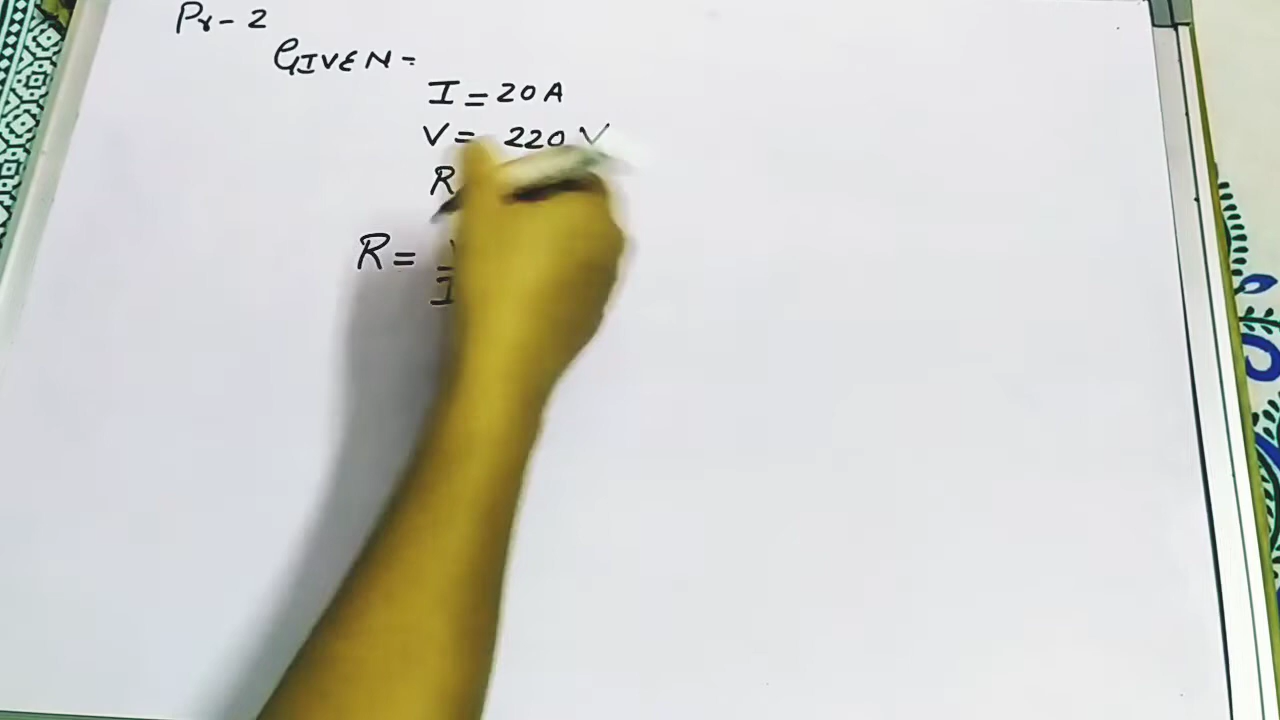 Pr-2
GIVEN=
I = 20 A
V = 220 V
R
R =
I